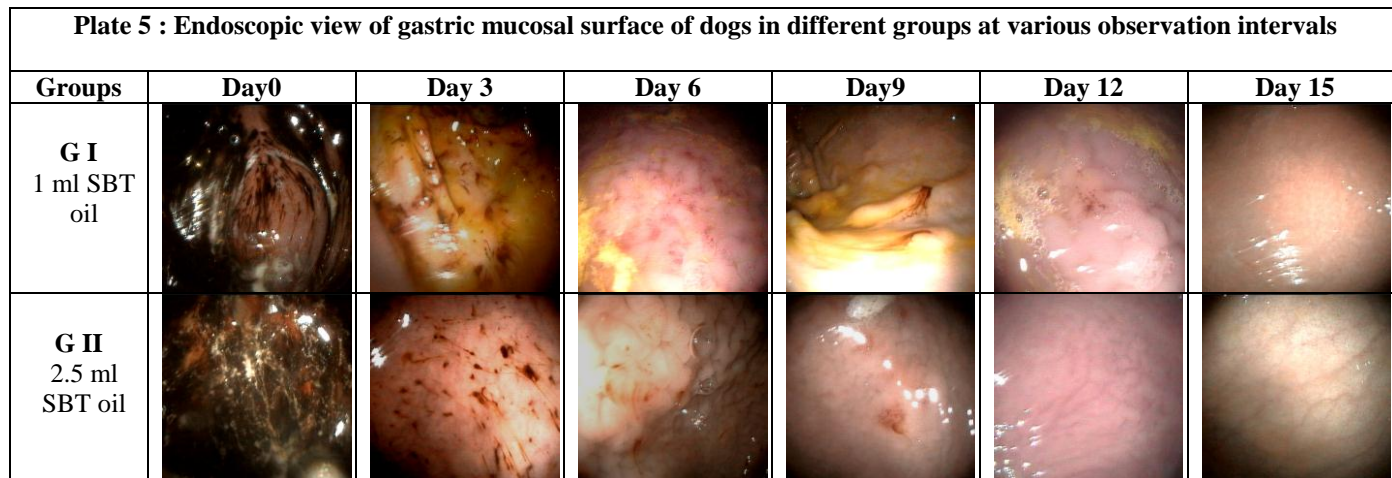 Plate 5 : Endoscopic view of gastric mucosal surface of dogs in different groups at various observation intervals
Groups Day0 Day 3 Day 6 Day9 Day 12 Day 15
G I
1 ml SBT
oil
G II
2.5 ml
SBT oil